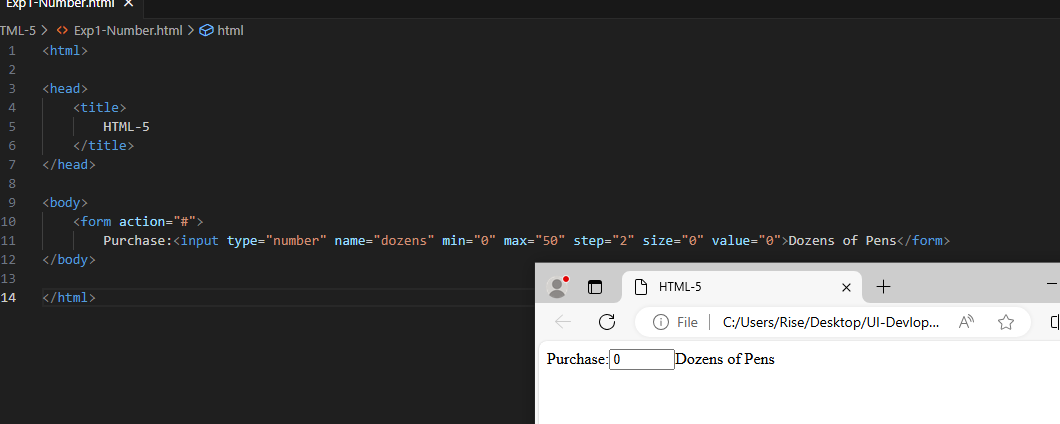 Exp1-Number.html
TML-5 > <> Exp1-Number.html > html
1 <html>
2
3 <head>
4 <title>
5 HTML-5
6 </title>
7 </head>
8
9 <body>
10 <form action="#">
11 Purchase:<input type="number" name="dozens" min="0" max="50" step="2" size="0" value="0">Dozens of Pens</form>
12 </body>
13
14 </html>
HTML-5
File | C:/Users/Rise/Desktop/UI-Devlop...
Purchase: 0 Dozens of Pens